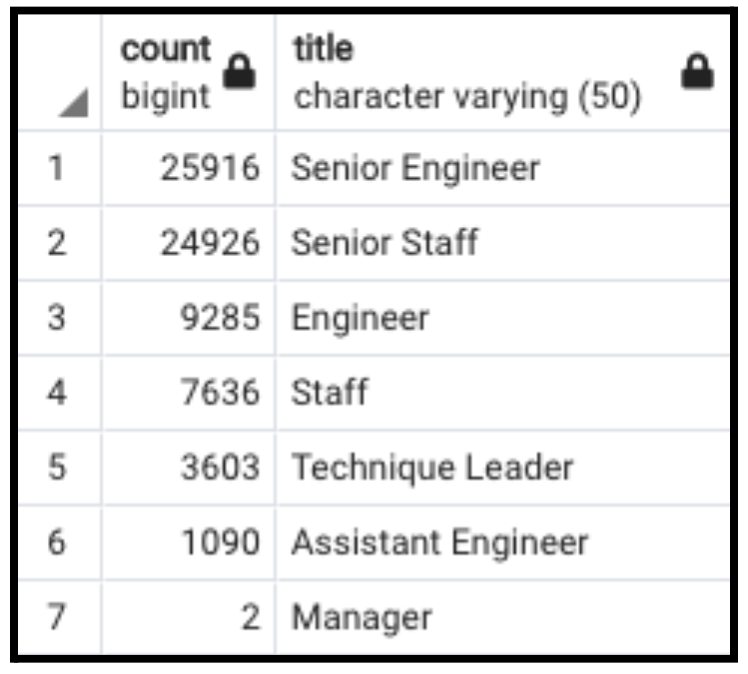 count title
bigint character varying (50)
1 25916 Senior Engineer
2 24926 Senior Staff
3 9285 Engineer
4 7636 Staff
5 3603 Technique Leader
6 1090 Assistant Engineer
7 2 Manager